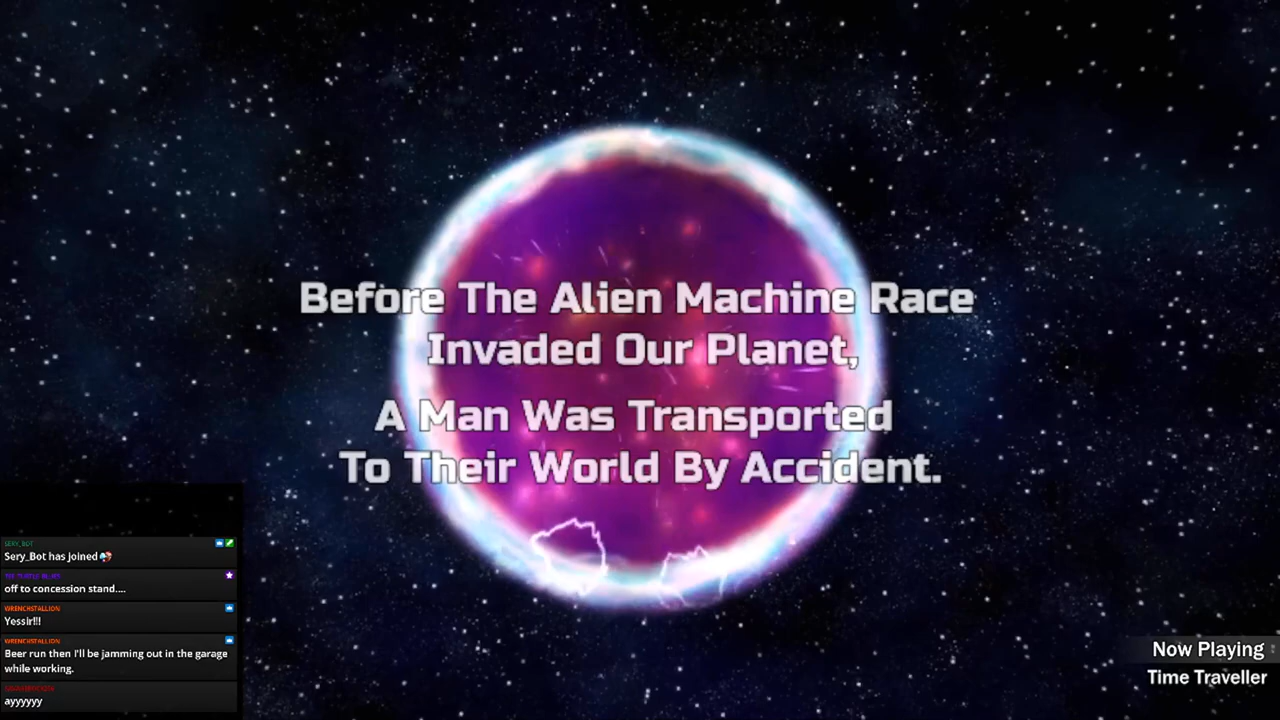 Before The Alien Machine Race
Invaded Our Planet,
A Man Was Transported
To Their World By Accident.
SERY_BOT
Sery_Bot has joined
off to concession stand....
WRENCHSTALLION
Yessir!!!
WRENCHSTALLION
Beer run then I'll be jamming out in the garage
while working.
ayyyyyy
Now Playing
Time Traveller